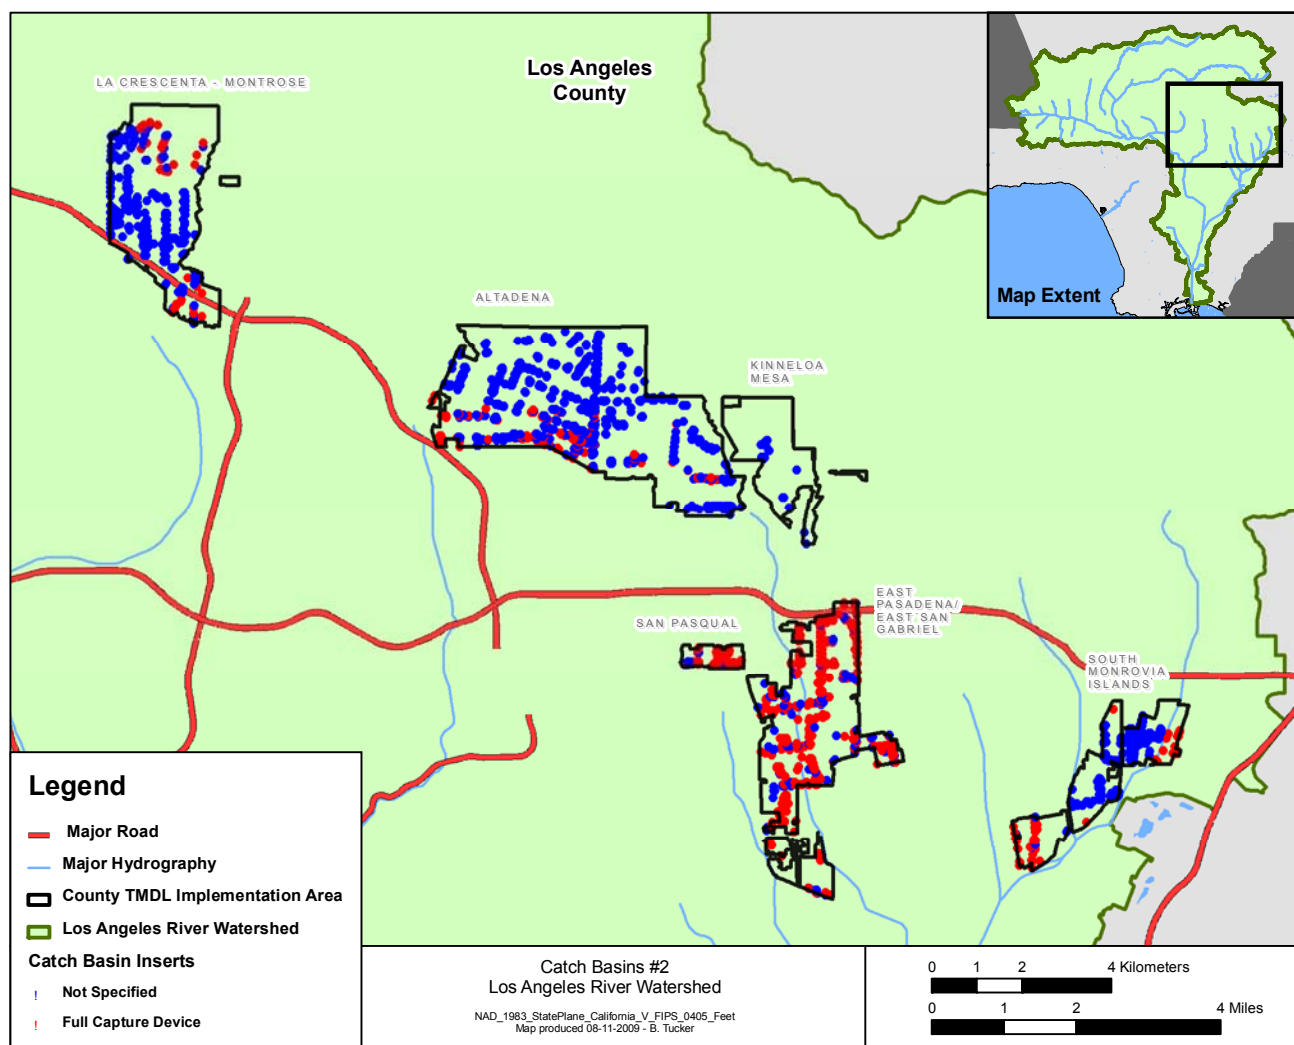 Los Angeles
County
LA CRESCENTA - MONTROSE
ALTADENA
KINNELOA
MESA
SAN PASQUAL
EAST
PASADENA/
EAST SAN
GABRIEL
SOUTH
MONROVIA
ISLANDS
Map Extent
Legend
Major Road
Major Hydrography
County TMDL Implementation Area
Los Angeles River Watershed
Catch Basin Inserts
! Not Specified
! Full Capture Device
Catch Basins #2
Los Angeles River Watershed
NAD_1983_StatePlane_California_V_FIPS_0405_Feet
Map produced 08-11-2009 - B. Tucker
0 1 2 4 Kilometers
0 1 2 4 Miles